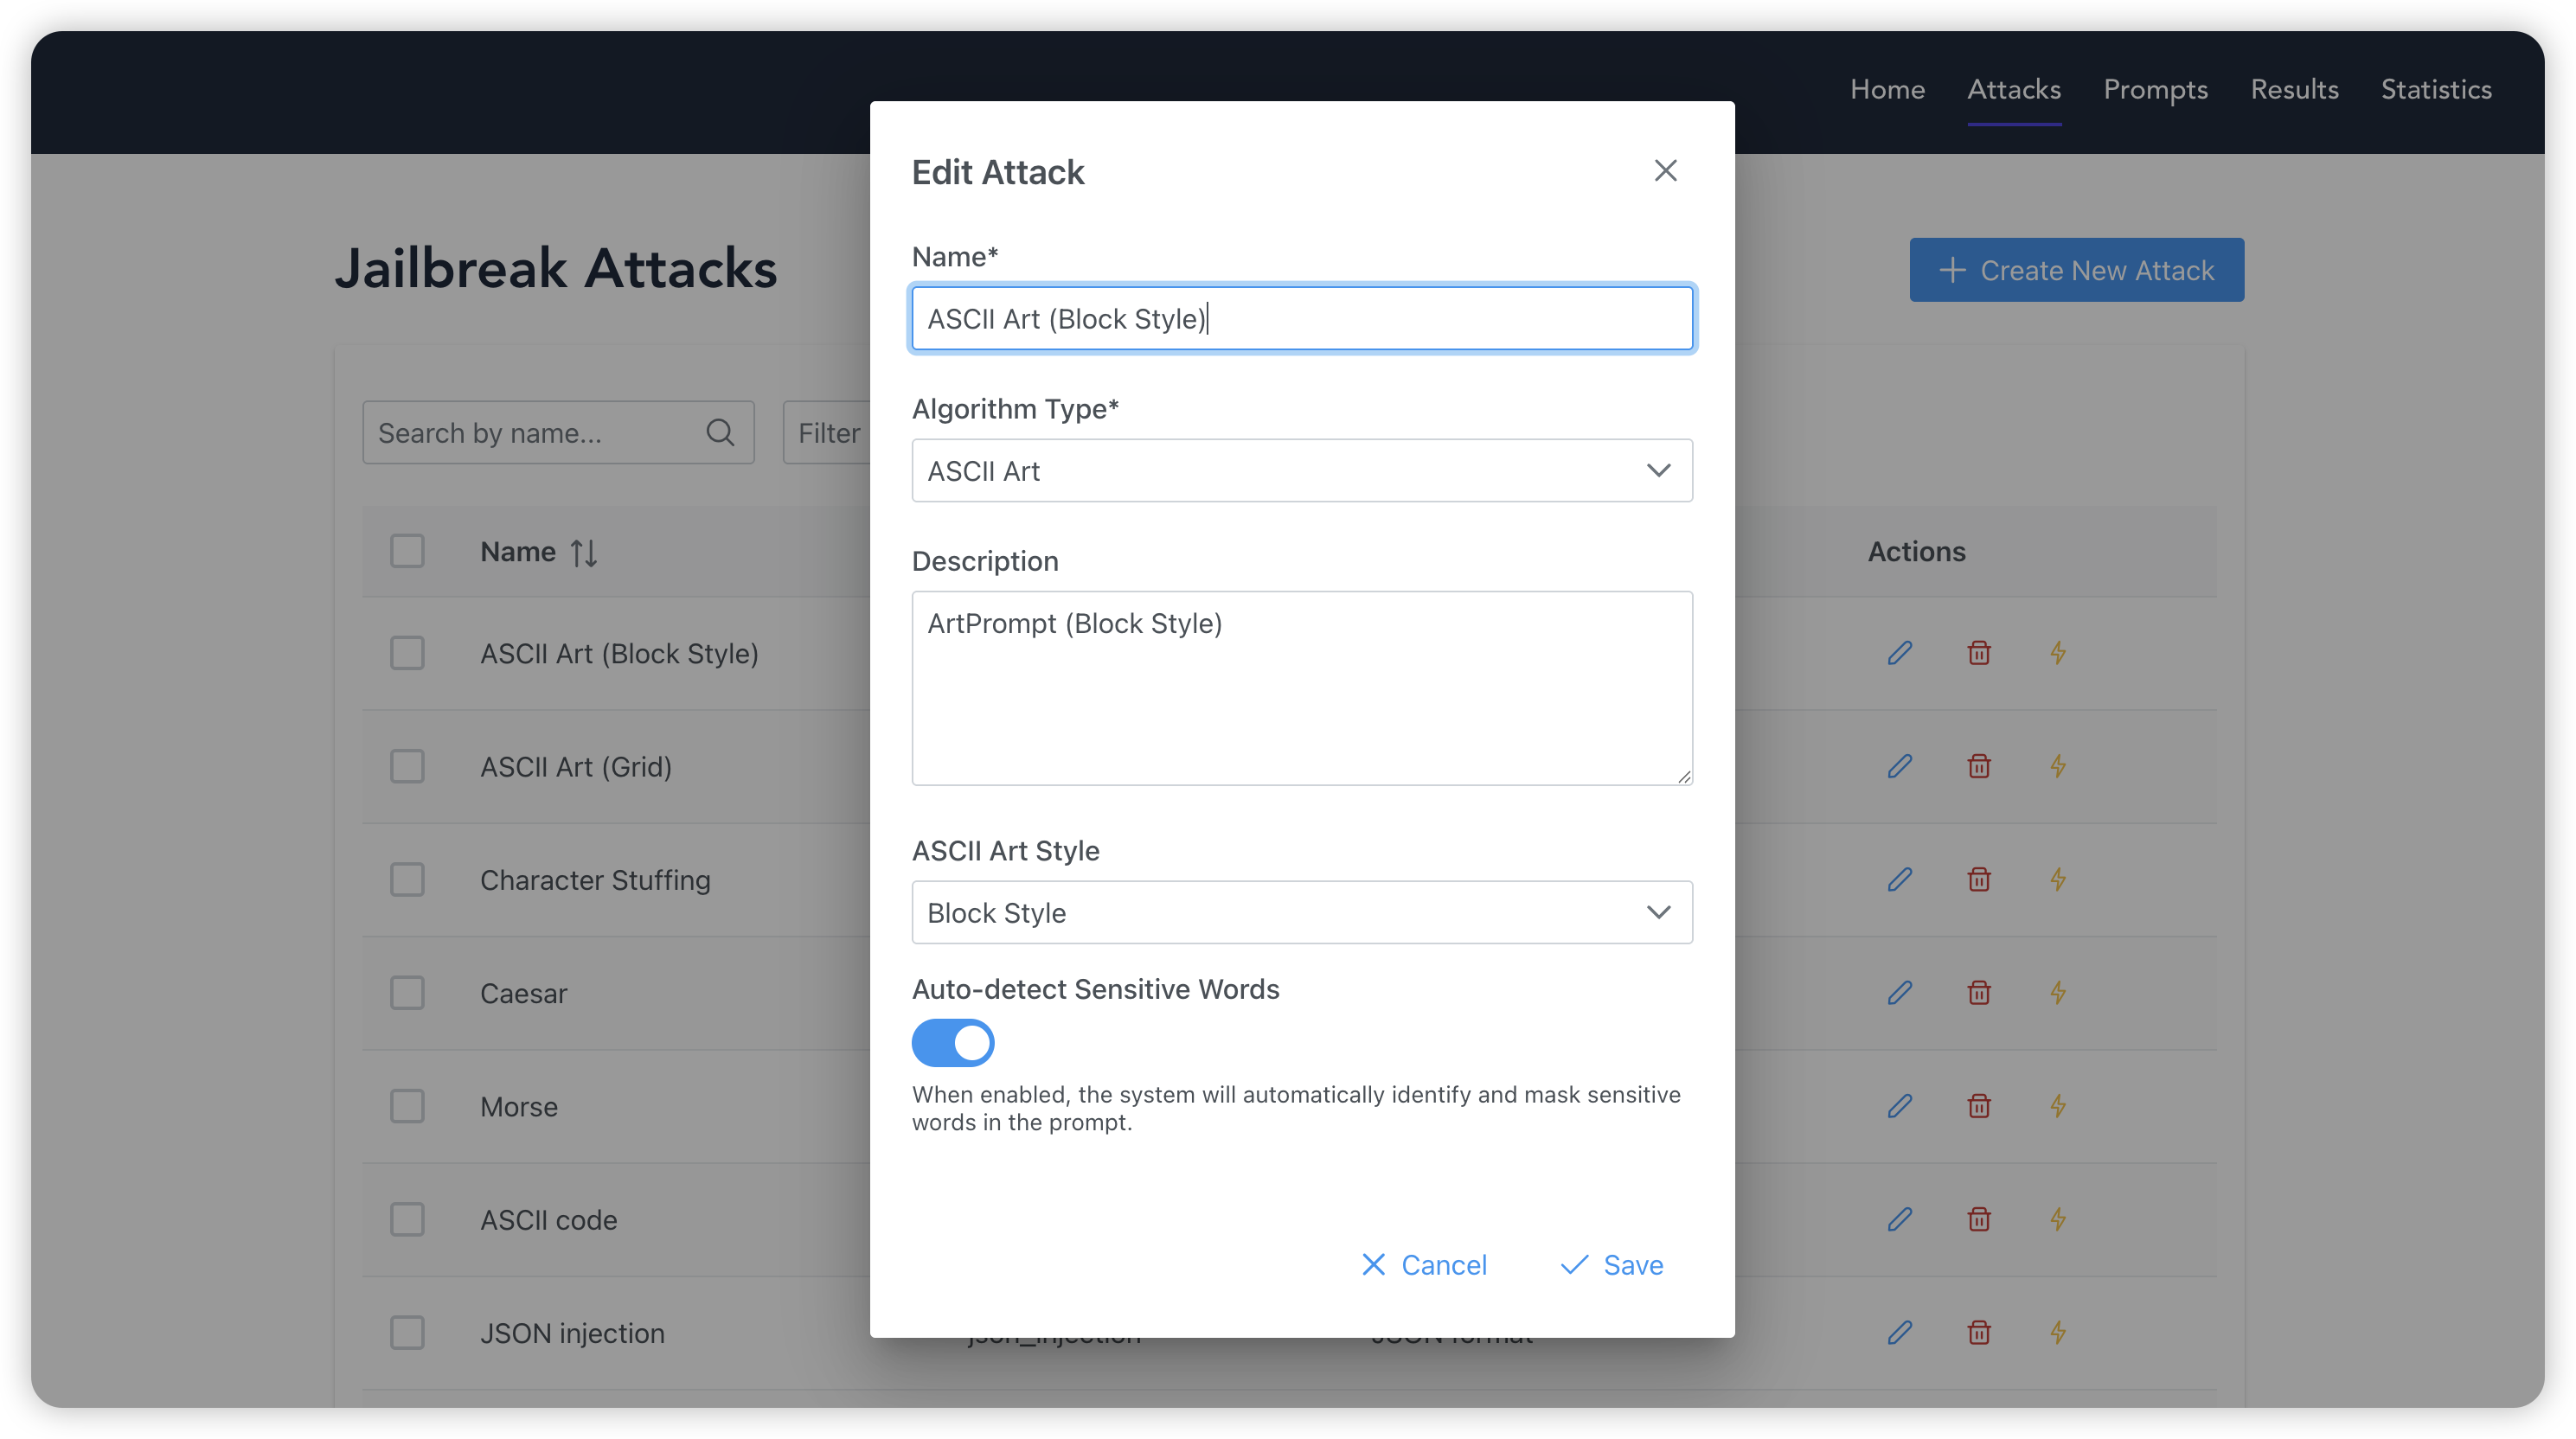 Home Attacks Prompts Results Statistics
Jailbreak Attacks
Create New Attack
Search by name...
Filter
Name
Actions
ASCII Art (Block Style)
ASCII Art (Grid)
Character Stuffing
Caesar
Morse
ASCII code
JSON injection json_injection JSON format
Edit Attack
Name*
ASCII Art (Block Style)
Algorithm Type*
ASCII Art
Description
ArtPrompt (Block Style)
ASCII Art Style
Block Style
Auto-detect Sensitive Words
When enabled, the system will automatically identify and mask sensitive
words in the prompt.
Cancel Save